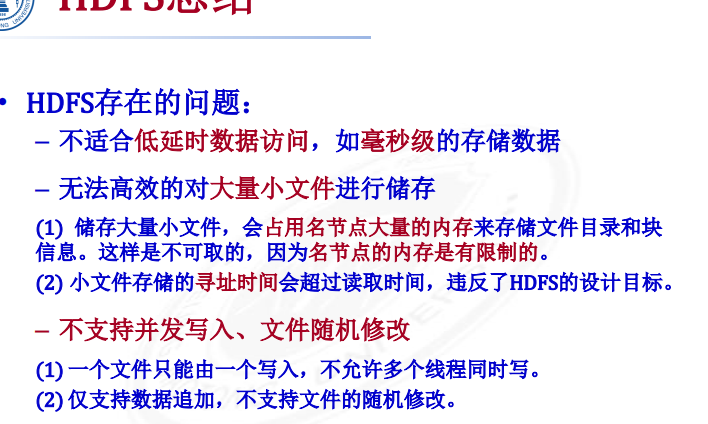 HDFS总结
• HDFS存在的问题：
– 不适合低延时数据访问，如毫秒级的存储数据
– 无法高效的对大量小文件进行储存
(1) 储存大量小文件，会占用名节点大量的内存来存储文件目录和块
信息。这样是不可取的，因为名节点的内存是有限制的。
(2) 小文件存储的寻址时间会超过读取时间，违反了HDFS的设计目标。
– 不支持并发写入、文件随机修改
(1) 一个文件只能由一个写入，不允许多个线程同时写。
(2) 仅支持数据追加，不支持文件的随机修改。